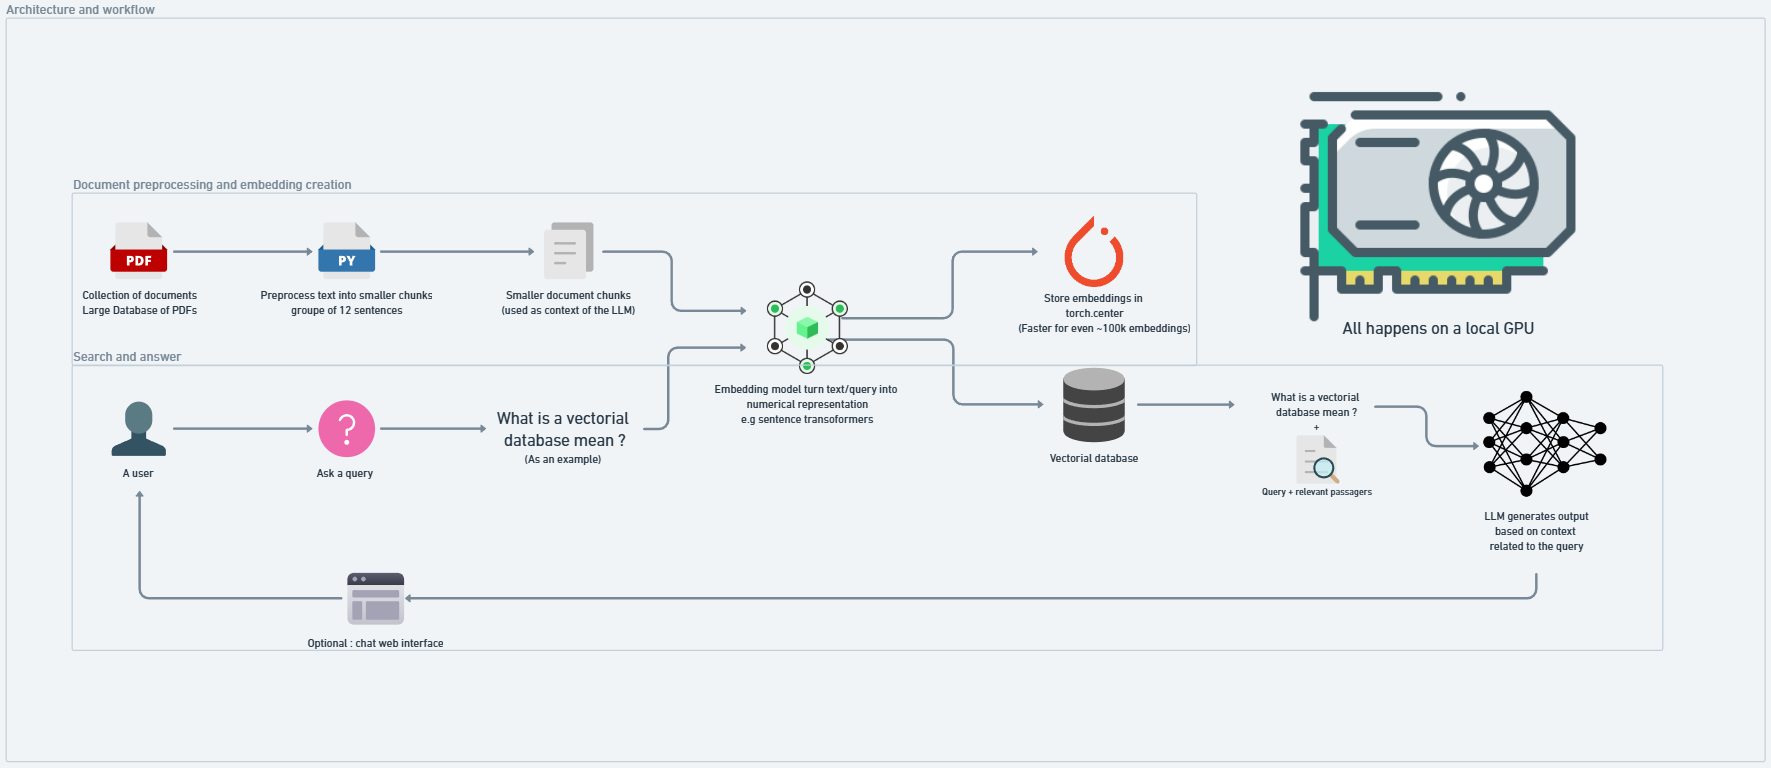 Architecture and workflow
Document preprocessing and embedding creation
PDF
PY
Collection of documents
Large Database of PDFs
Preprocess text into smaller chunks
groupe of 12 sentences
Smaller document chunks
(used as context of the LLM)
Store embeddings in
torch.center
(Faster for even ~100k embeddings)
All happens on a local GPU
Search and answer
Embedding model turn text/query into
numerical representation
e.g sentence transoformers
A user
?
Ask a query
What is a vectorial
database mean ?
(As an example)
Vectorial database
What is a vectorial
database mean ?
+
Query + relevant passagers
LLM generates output
based on context
related to the query
Optional : chat web interface